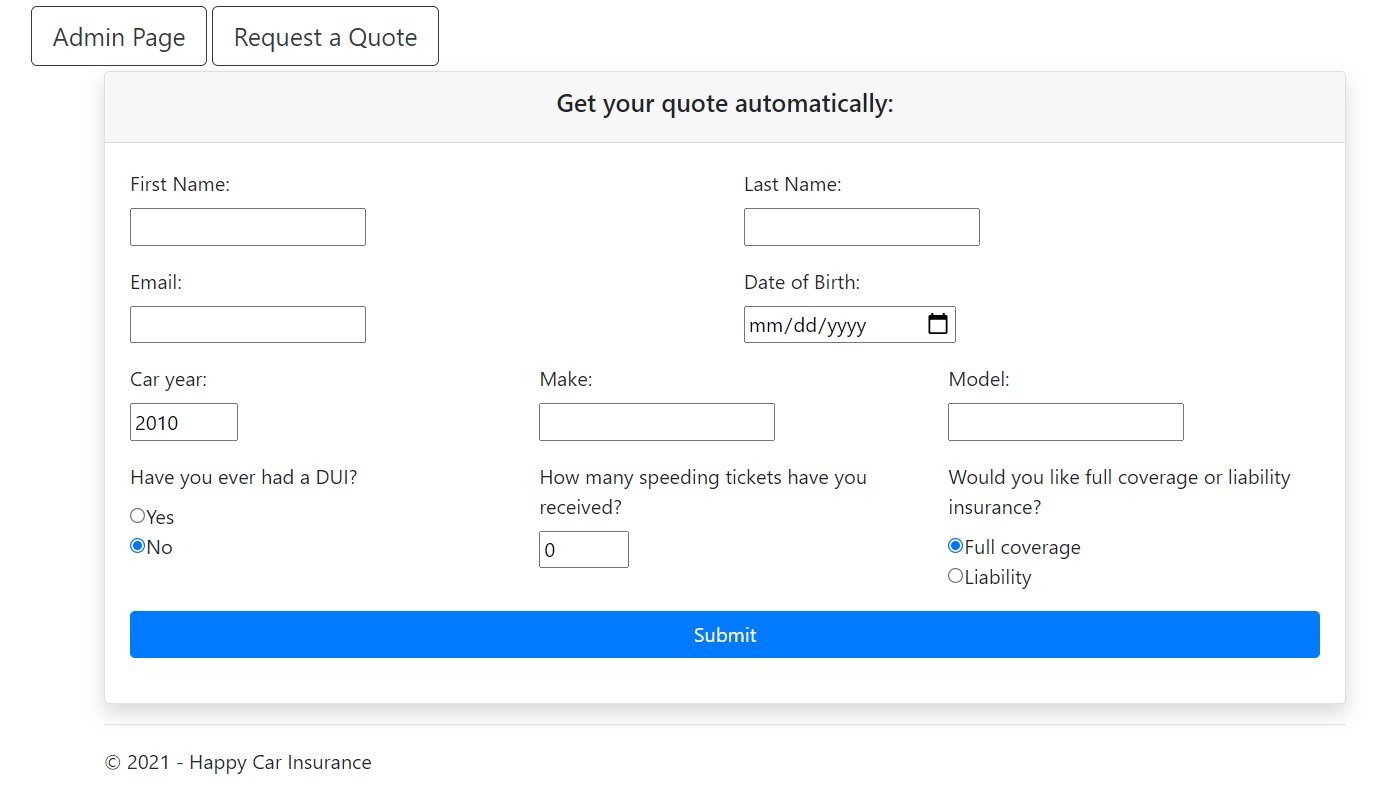 Admin Page Request a Quote
Get your quote automatically:
First Name: Last Name:
Email: Date of Birth:
mm/dd/yyyy
Car year: Make: Model:
2010
Have you ever had a DUI?
Yes
No
How many speeding tickets have you
received?
0
Would you like full coverage or liability
insurance?
Full coverage
Liability
Submit
© 2021 - Happy Car Insurance